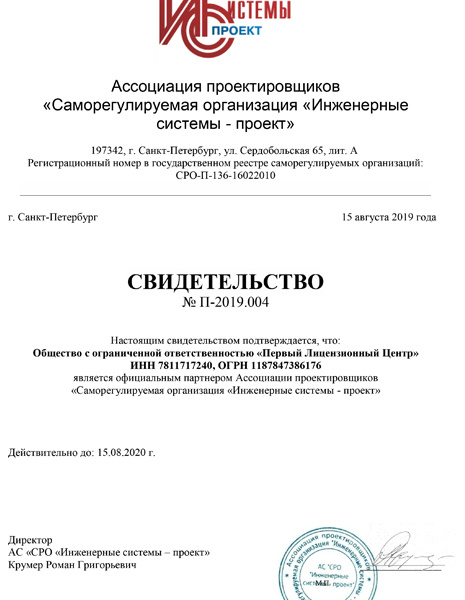 СИСТЕМЫ
ПРОЕКТ
Ассоциация проектировщиков
«Саморегулируемая организация «Инженерные
системы - проект»
197342, г. Санкт-Петербург, ул. Сердобольская 65, лит. А
Регистрационный номер в государственном реестре саморегулируемых организаций:
СРО-П-136-16022010
г. Санкт-Петербург 15 августа 2019 года
СВИДЕТЕЛЬСТВО
№ П-2019.004
Настоящим свидетельством подтверждается, что:
Общество с ограниченной ответственностью «Первый Лицензионный Центр»
ИНН 7811717240, ОГРН 1187847386176
является официальным партнером Ассоциации проектировщиков
«Саморегулируемая организация «Инженерные системы - проект»
Действительно до: 15.08.2020 г.
Директор
АС «СРО «Инженерные системы – проект»
Крумер Роман Григорьевич
Ассоциация проектировщиков
АС "СРО
"Инженерные
системы - проект"
М.П.